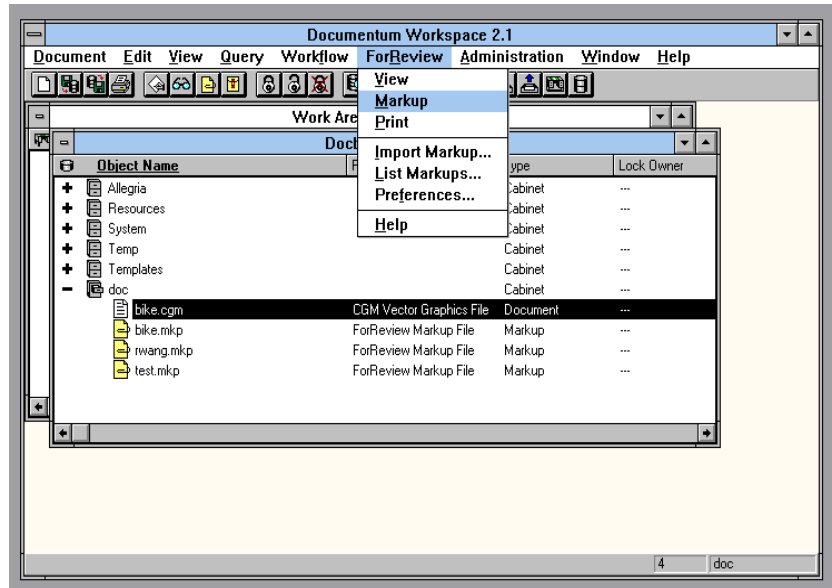 Documentum Workspace 2.1
Document Edit View Query Workflow ForReview Administration Window Help
View
Markup
Print
Import Markup...
List Markups...
Preferences...
Help
Work Are
Doc
Object Name F ype Lock Owner
Allegria Cabinet ---
Resources Cabinet ---
System Cabinet ---
Temp Cabinet ---
Templates Cabinet ---
doc Cabinet ---
bike.cgm CGM Vector Graphics File Document ---
bike.mkp ForReview Markup File Markup ---
rwang.mkp ForReview Markup File Markup ---
test.mkp ForReview Markup File Markup ---
4 doc